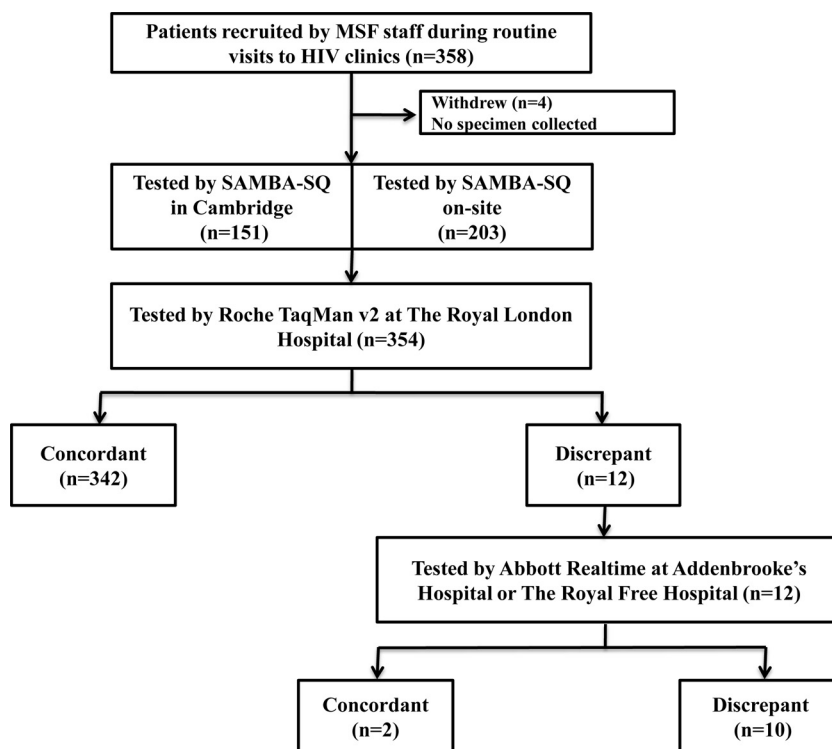 Patients recruited by MSF staff during routine
visits to HIV clinics (n=358)
Withdrew (n=4)
No specimen collected
Tested by SAMBA-SQ
in Cambridge
(n=151)
Tested by SAMBA-SQ
on-site
(n=203)
Tested by Roche TaqMan v2 at The Royal London
Hospital (n=354)
Concordant
(n=342)
Discrepant
(n=12)
Tested by Abbott Realtime at Addenbrooke’s
Hospital or The Royal Free Hospital (n=12)
Concordant
(n=2)
Discrepant
(n=10)